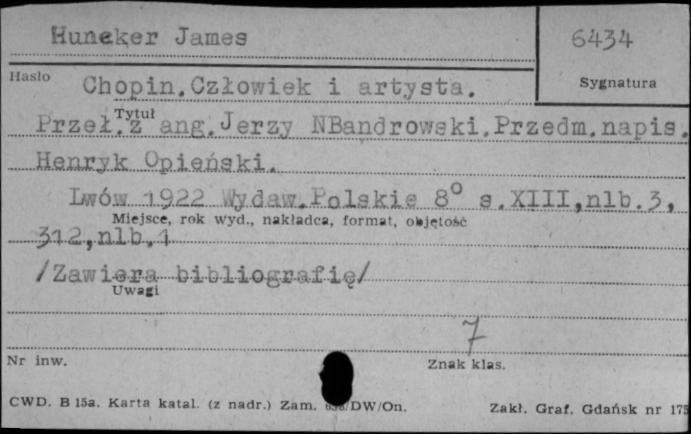 Huneker James
6434
Hasło
Sygnatura
Chopin.Człowiek i artysta.
Tytuł
Przeł.z ang.Jerzy NBandrowski.Przedm.napis.
Henryk Opieński.
Lwów 1922 Wydaw.Polskie 8° s.XIII,nlb.3,
Miejsce, rok wyd., nakładca, format, objętość
312,nlb.1
/Zawiera bibliografię/
Uwagi
7
Nr inw.
Znak klas.
CWD. B 15a. Karta katal. (z nadr.) Zam. /DW/On.
Zakł. Graf. Gdańsk nr 175